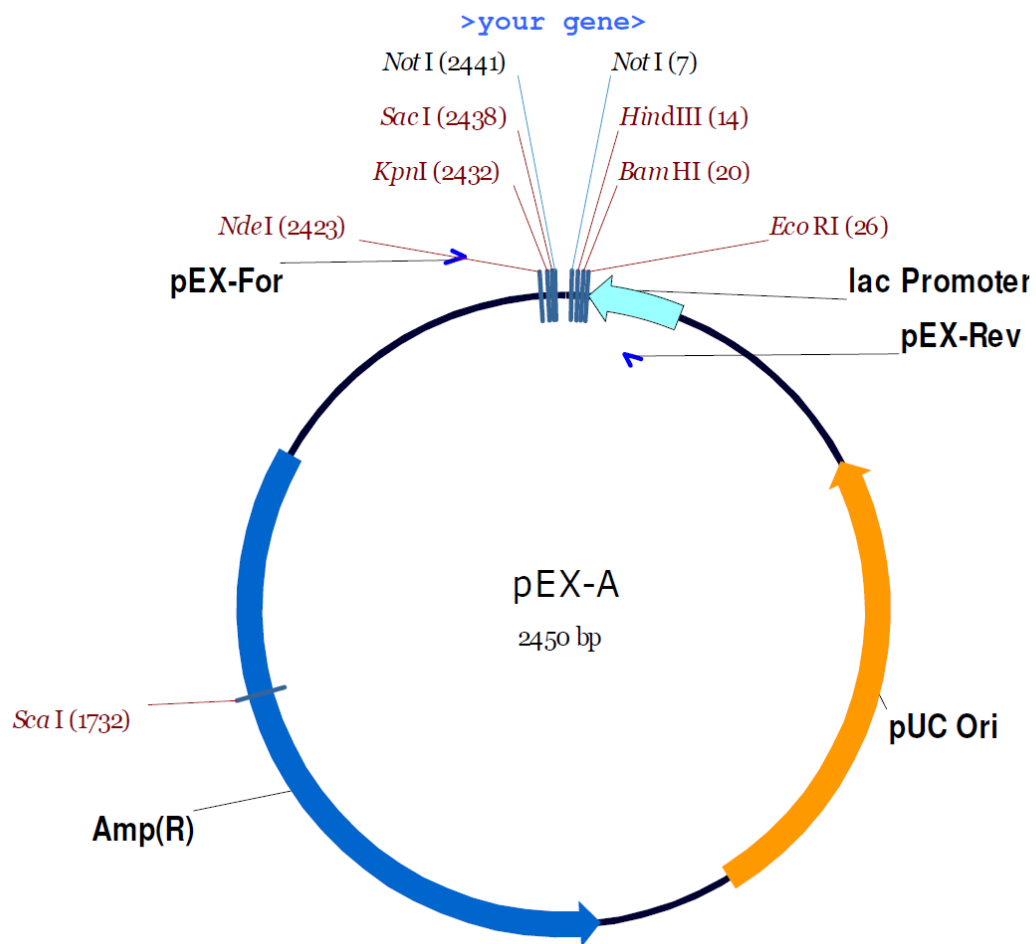 >your gene>
NotI (2441)
NotI (7)
SacI (2438)
HindIII (14)
KpnI (2432)
BamHI (20)
NdeI (2423)
EcoRI (26)
pEX-For
lac Promoter
pEX-Rev
pEX-A
2450 bp
ScaI (1732)
pUC Ori
Amp(R)